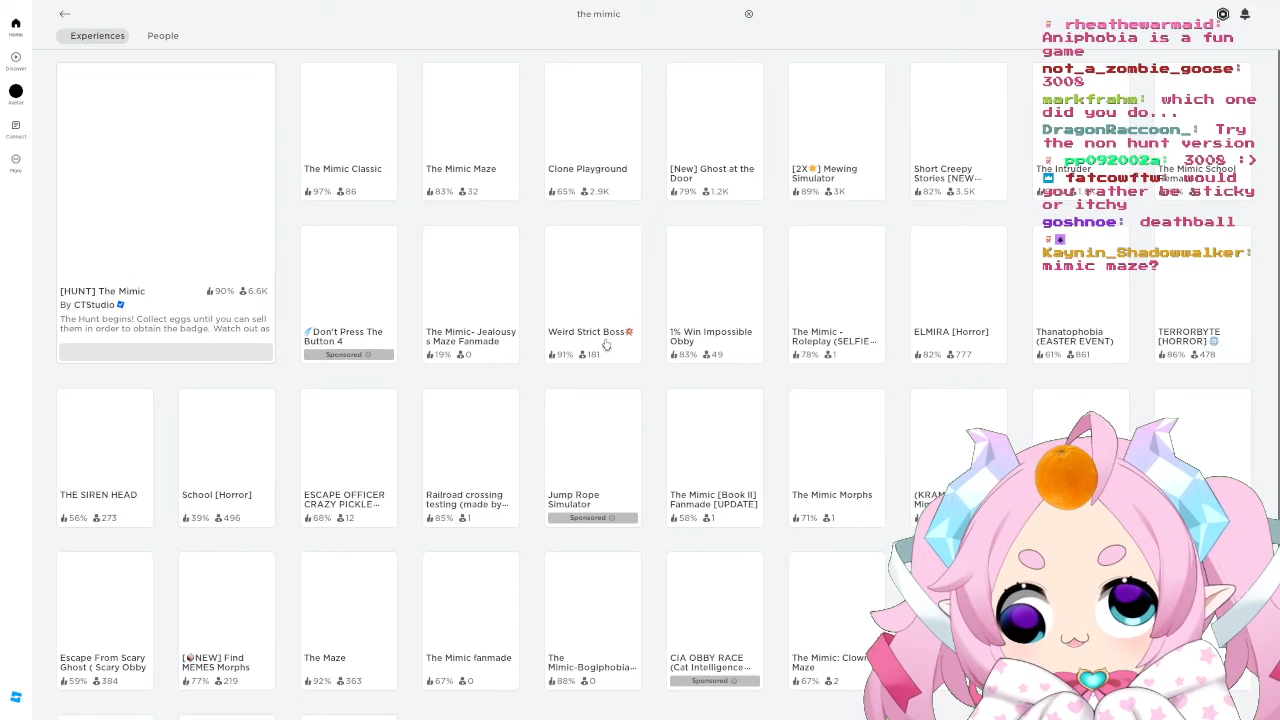 the mimic
Home
Discover
Avatar
Connect
More
Experiences
People
rheathewarmaid:
Aniphobia is a fun
game
not_a_zombie_goose:
3008
markfrahm: which one
did you do...
DragonRaccoon_: Try
the non hunt version
pp092002a: 3008 :>
fatcowftw: would
you rather be sticky
or itchy
goshnoe: deathball
Kaynin_Shadowwalker:
mimic maze?
[HUNT] The Mimic
90% 6.6K
By CTStudio
The Hunt begins! Collect eggs until you can sell
them in order to obtain the badge. Watch out as
97%
83% 32
Clone Playground
65% 2.9K
[New] Ghost at the
Door
79% 1.2K
[2X⭐] Mewing
Simulator
89% 3K
Short Creepy
Stories [NEW...
82% 3.5K
The Intruder
The Mimic School
Don't Press The
Button 4
Sponsored
The Mimic- Jealousy
s Maze Fanmade
19% 0
Weird Strict Boss💥
91% 181
1% Win Impossible
Obby
83% 49
The Mimic -
Roleplay (SELFIE...
78% 1
ELMIRA [Horror]
82% 777
Thanatophobia
(EASTER EVENT)
61% 861
TERRORBYTE
[HORROR]🌐
86% 478
THE SIREN HEAD
56% 273
School [Horror]
39% 496
ESCAPE OFFICER
CRAZY PICKLE...
68% 12
Railroad crossing
testing (made by...
85% 1
Jump Rope
Simulator
Sponsored
The Mimic [Book II]
Fanmade [UPDATE]
58% 1
The Mimic Morphs
71% 1
Escape From Scary
Ghost ( Scary Obby
59% 384
NEW] Find
MEMES Morphs
77% 219
The Maze
92% 363
The Mimic fanmade
67% 0
The
Mimic-Bogiphobia...
88% 0
CIA OBBY RACE
(Cat Intelligence...
Sponsored
The Mimic: Clown
Maze
67% 2